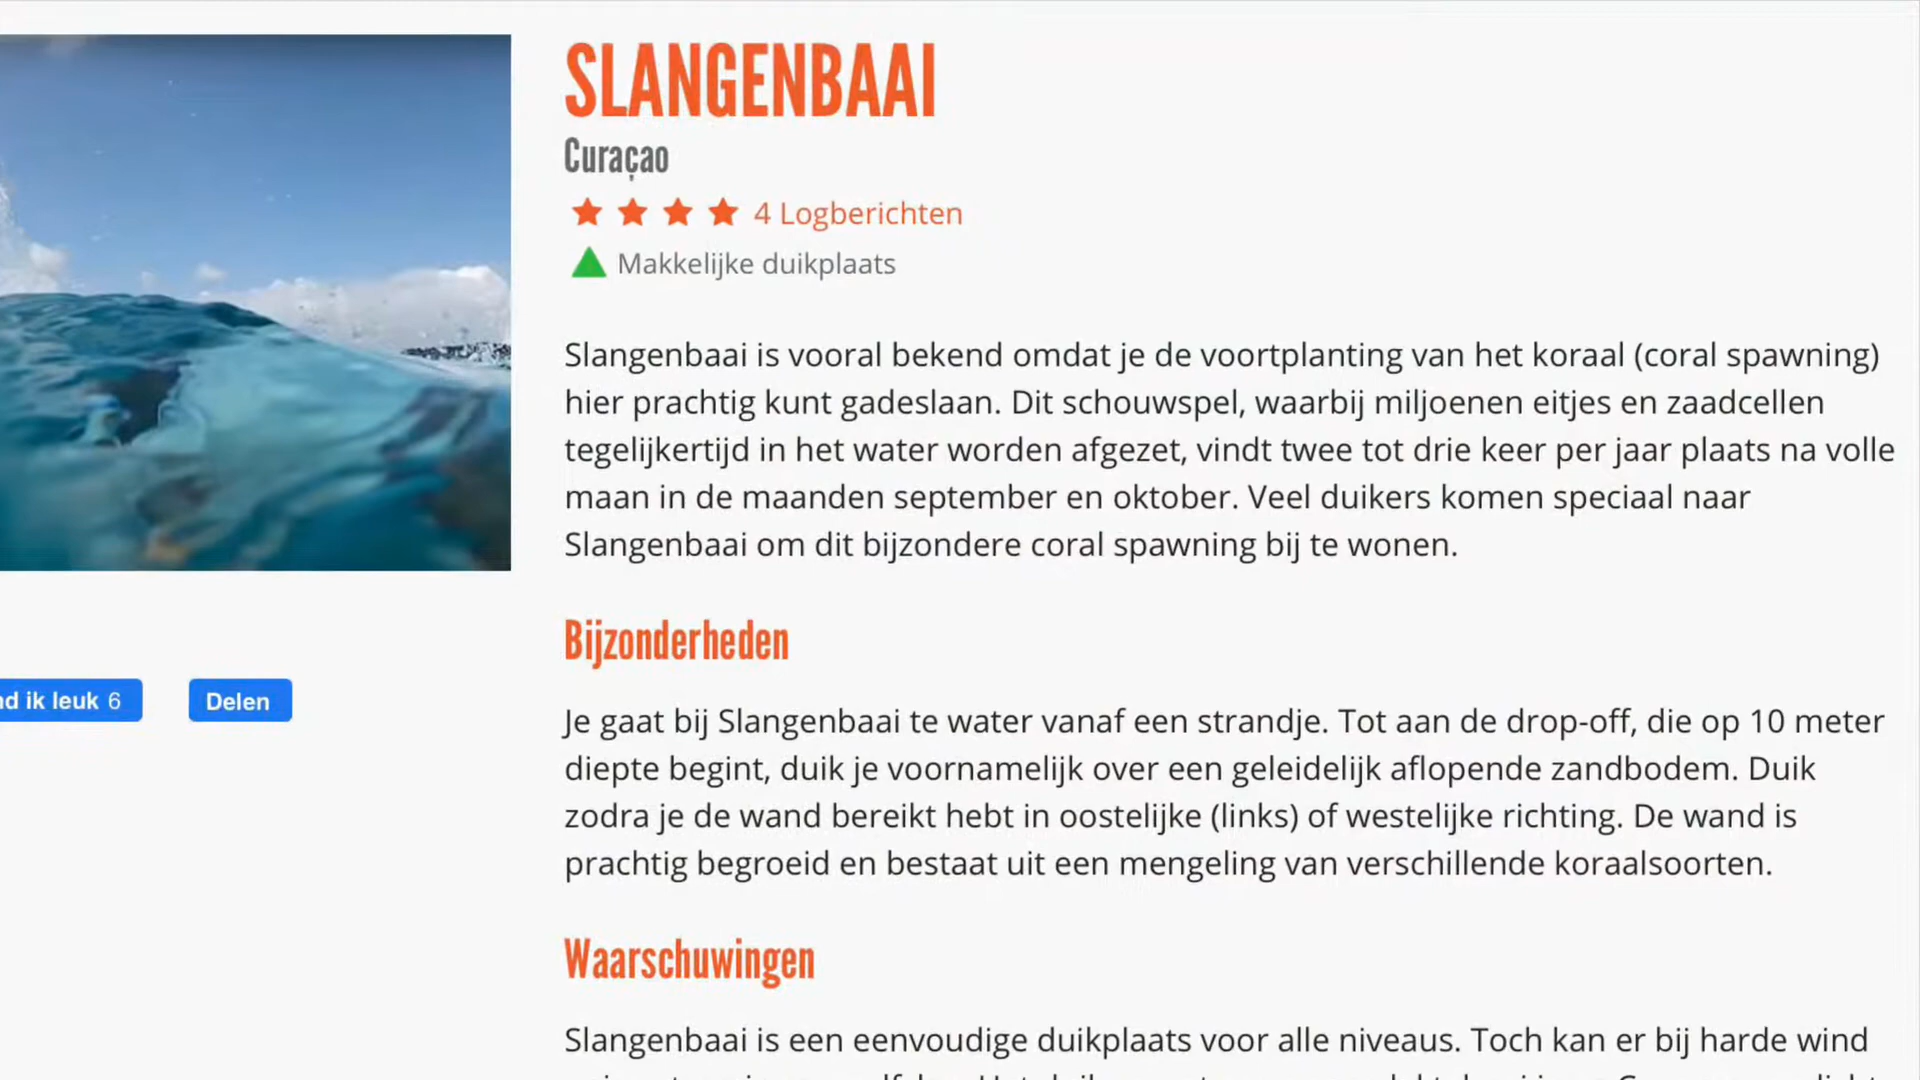 SLANGENBAAI
Curaçao
4 Logberichten
Makkelijke duikplaats
Slangenbaai is vooral bekend omdat je de voortplanting van het koraal (coral spawning)
hier prachtig kunt gadeslaan. Dit schouwspel, waarbij miljoenen eitjes en zaadcellen
tegelijkertijd in het water worden afgezet, vindt twee tot drie keer per jaar plaats na volle
maan in de maanden september en oktober. Veel duikers komen speciaal naar
Slangenbaai om dit bijzondere coral spawning bij te wonen.
Bijzonderheden
ik leuk 6
Delen
Je gaat bij Slangenbaai te water vanaf een strandje. Tot aan de drop-off, die op 10 meter
diepte begint, duik je voornamelijk over een geleidelijk aflopende zandbodem. Duik
zodra je de wand bereikt hebt in oostelijke (links) of westelijke richting. De wand is
prachtig begroeid en bestaat uit een mengeling van verschillende koraalsoorten.
Waarschuwingen
Slangenbaai is een eenvoudige duikplaats voor alle niveaus. Toch kan er bij harde wind